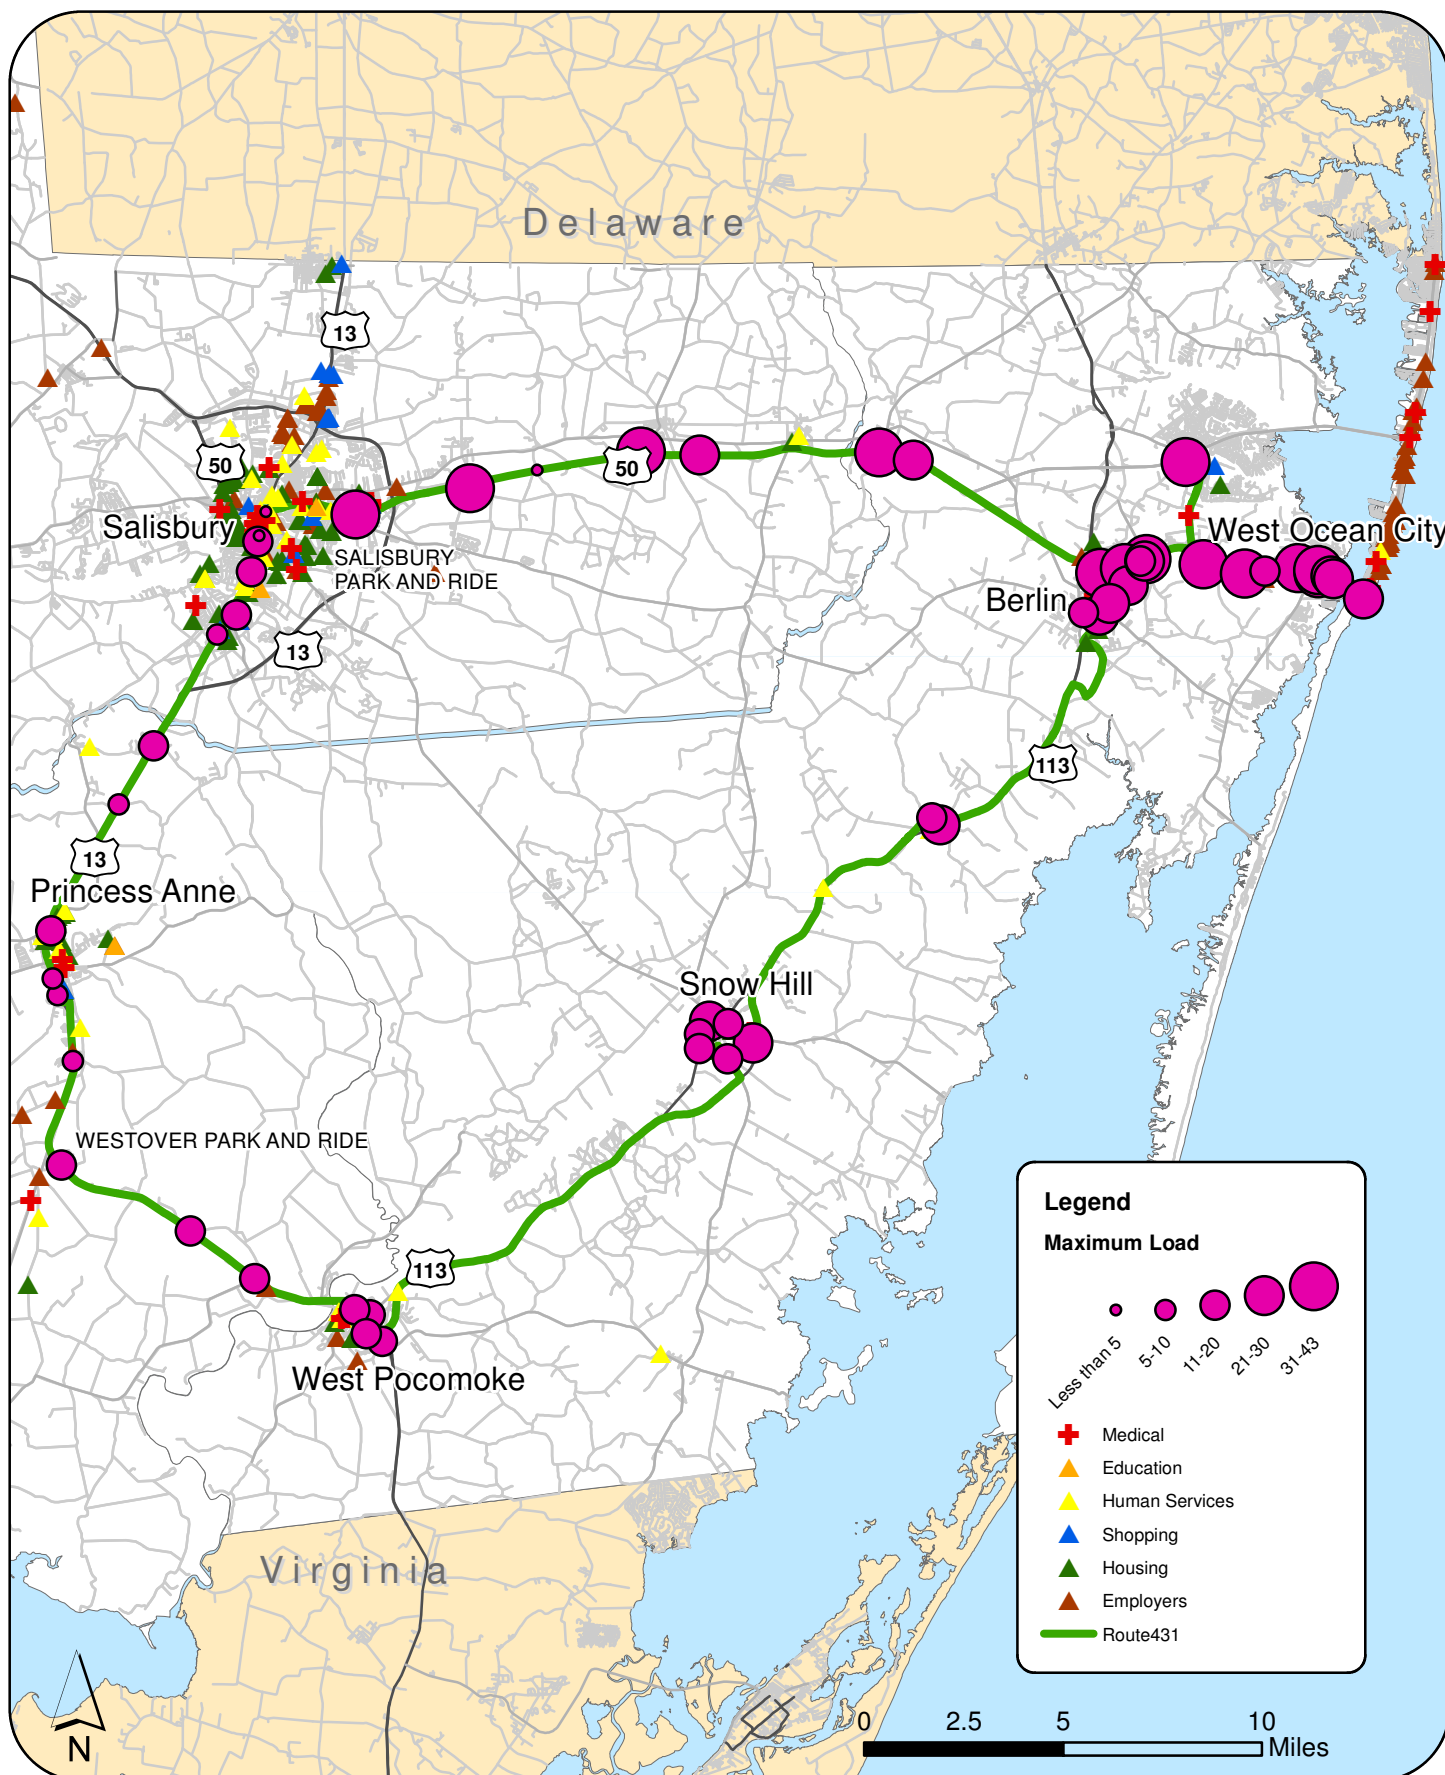 Delaware
13
50
50
Salisbury
SALISBURY
PARK AND RIDE
West Ocean City
Berlin
13
113
13
Princess Anne
Snow Hill
WESTOVER PARK AND RIDE
113
West Pocomoke
Virginia
Legend
Maximum Load
Less than 5
5-10
11-20
21-30
31-43
Medical
Education
Human Services
Shopping
Housing
Employers
Route431
N
0 2.5 5 10
Miles